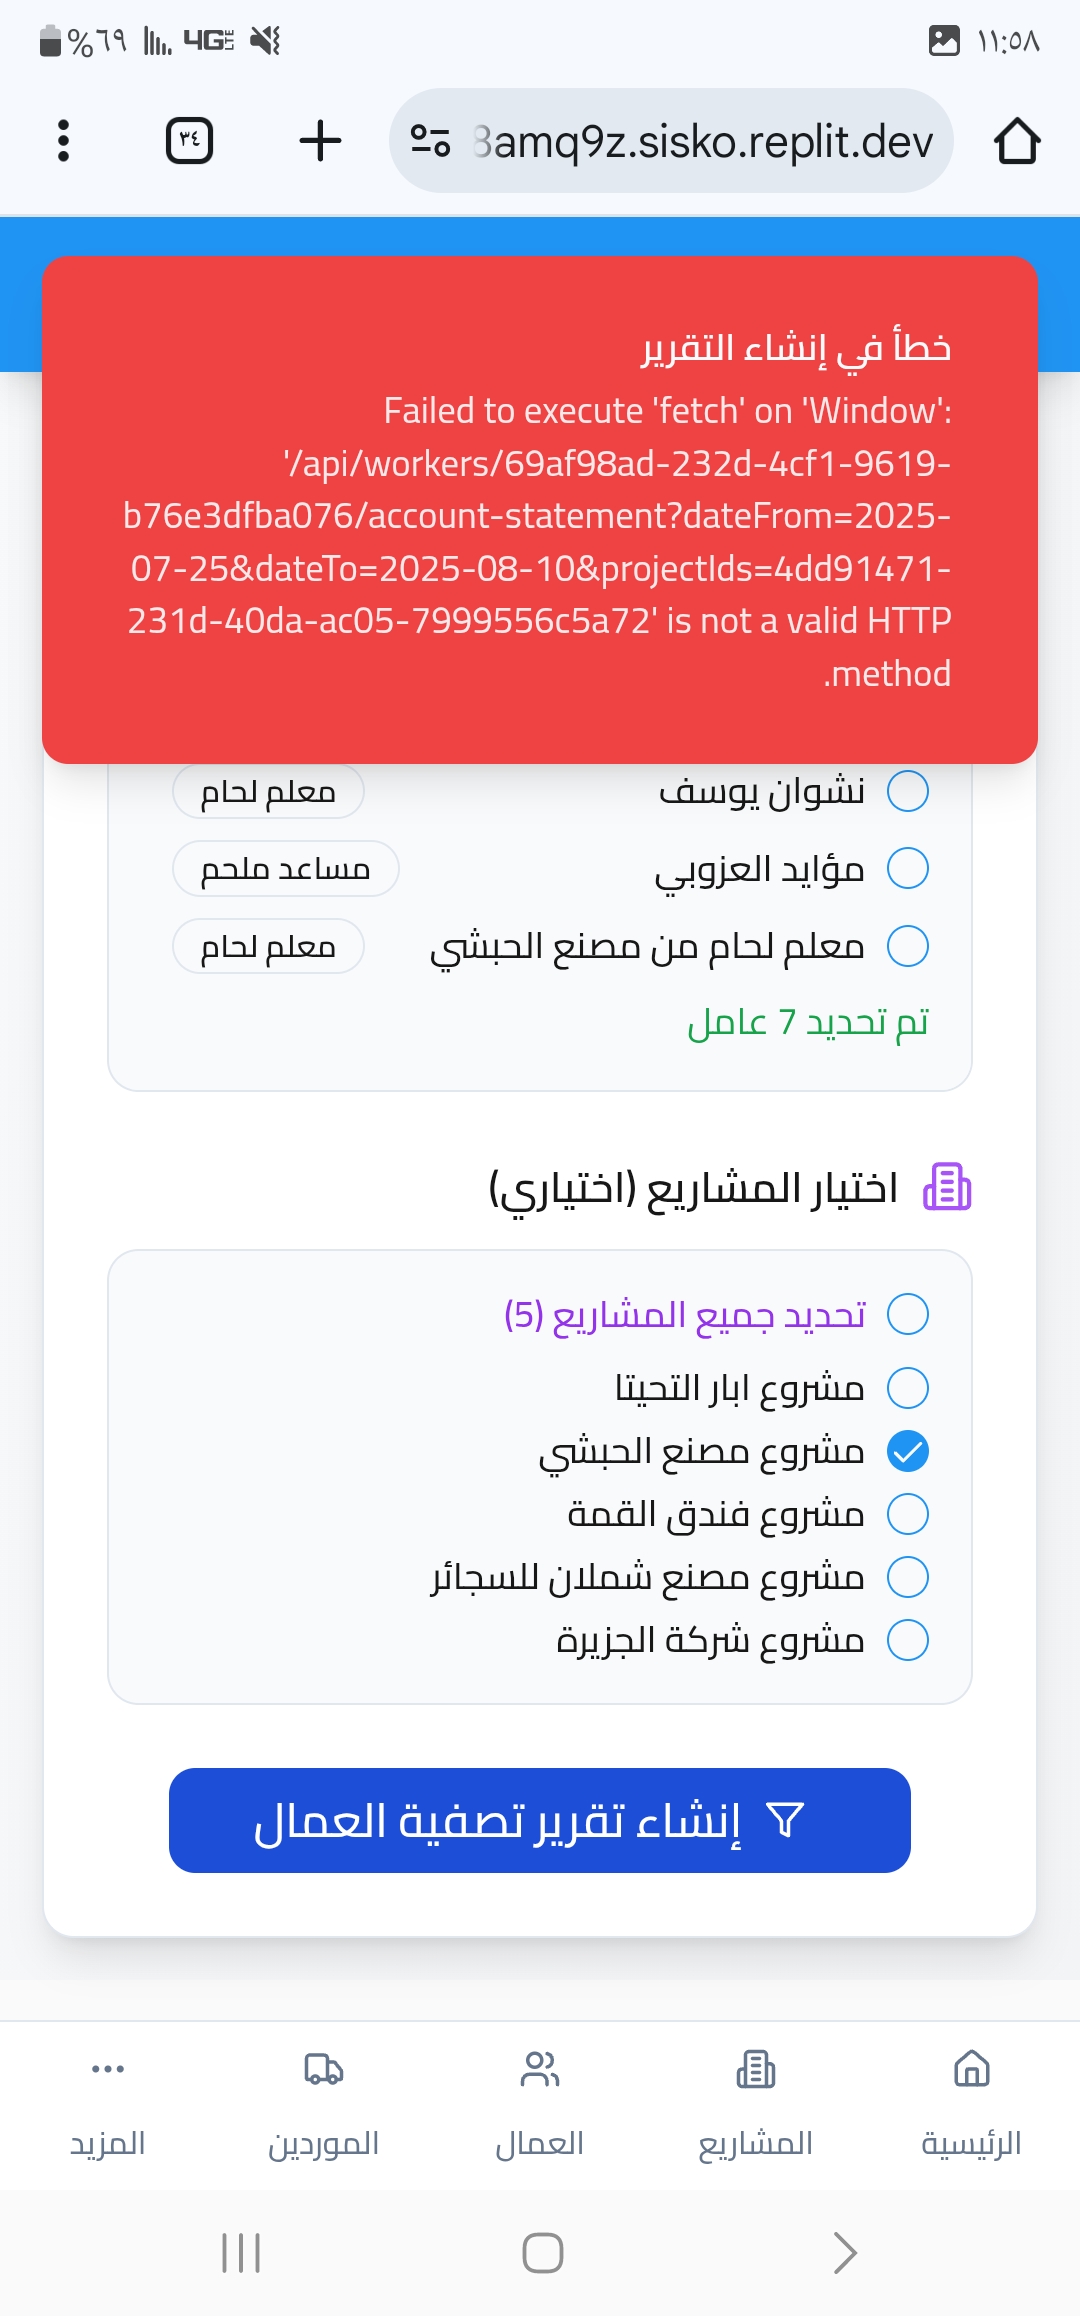 ١١:٥٨
%٦٩
4G LTE
3amq9z.sisko.replit.dev
٣٤
خطأ في إنشاء التقرير
Failed to execute 'fetch' on 'Window':
'/api/workers/69af98ad-232d-4cf1-9619-
b76e3dfba076/account-statement?dateFrom=2025-
07-25&dateTo=2025-08-10&projectIds=4dd91471-
231d-40da-ac05-7999556c5a72' is not a valid HTTP
.method
نشوان يوسف
معلم لحام
مؤايد العزوبي
مساعد ملحم
معلم لحام من مصنع الحبشي
معلم لحام
تم تحديد 7 عامل
اختيار المشاريع (اختياري)
تحديد جميع المشاريع (5)
مشروع ابار التحيتا
مشروع مصنع الحبشي
مشروع فندق القمة
مشروع مصنع شملان للسجائر
مشروع شركة الجزيرة
إنشاء تقرير تصفية العمال
الرئيسية
المشاريع
العمال
الموردين
المزيد